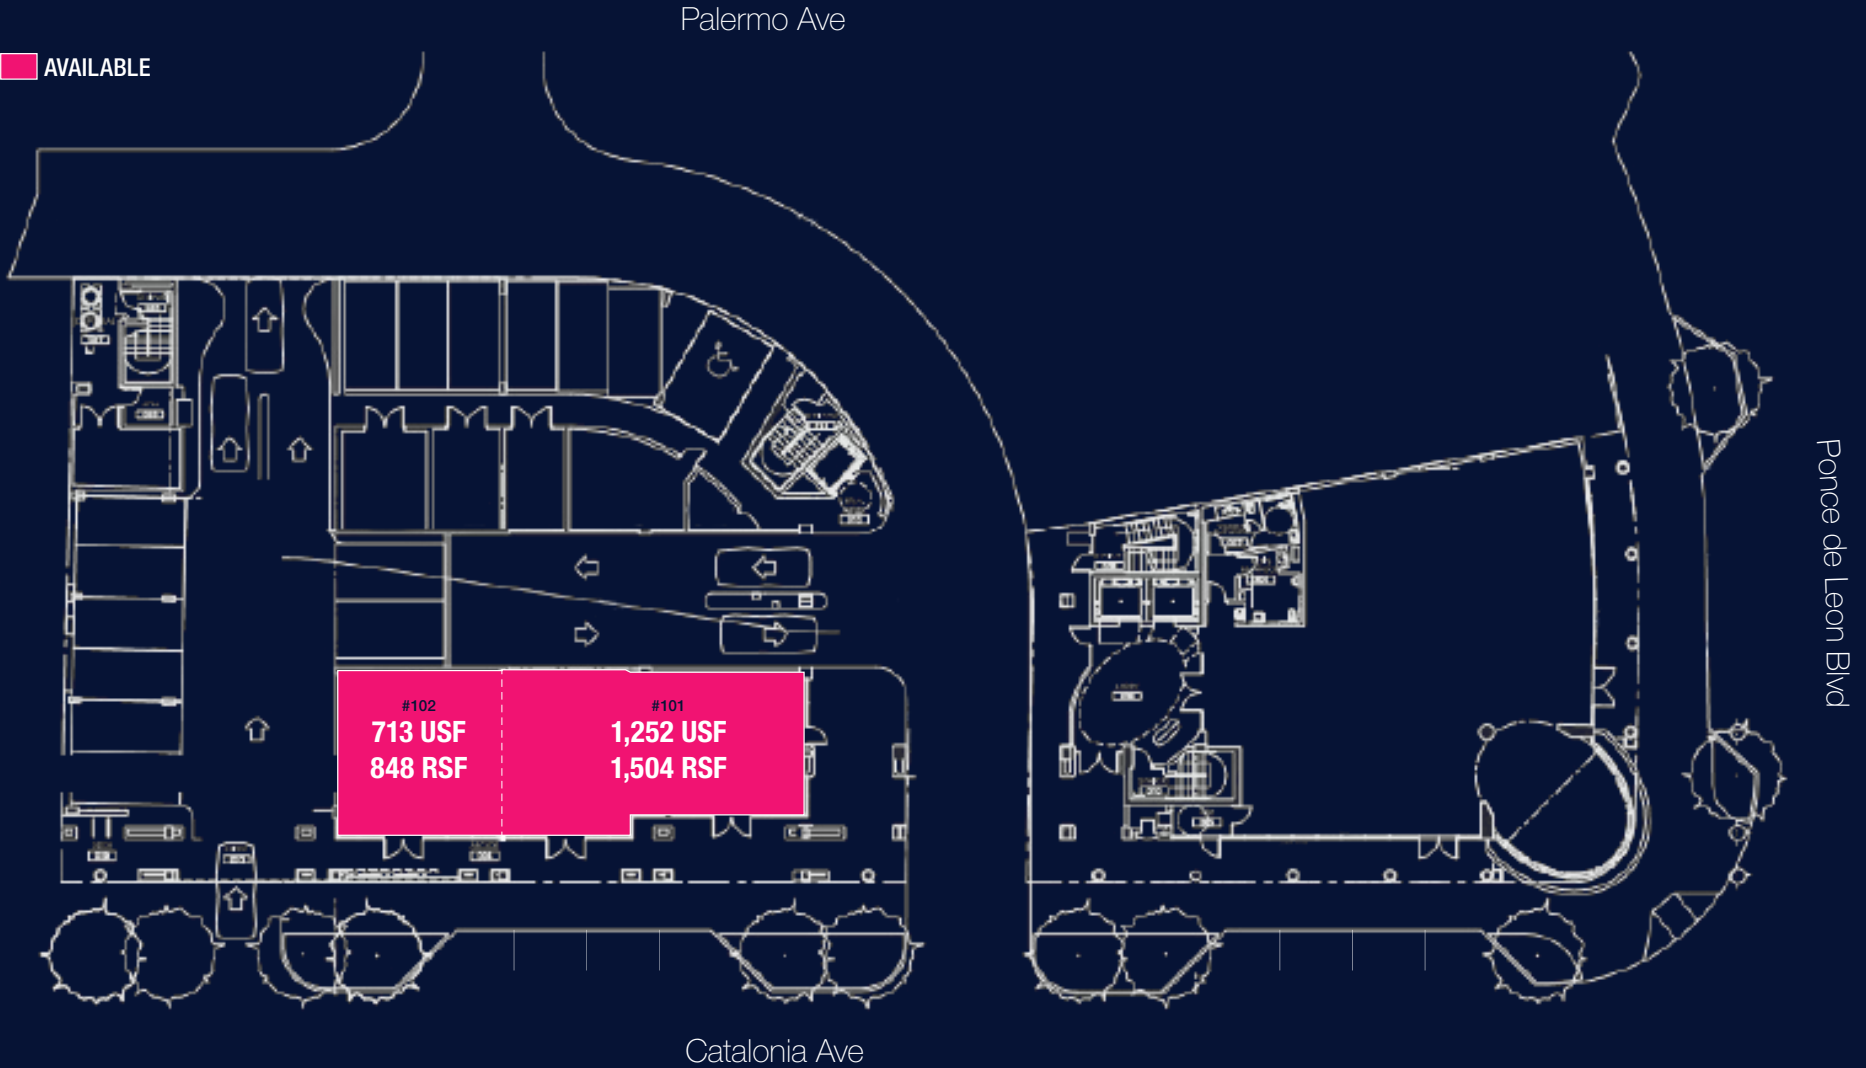 Palermo Ave
AVAILABLE
#102
713 USF
848 RSF
#101
1,252 USF
1,504 RSF
Ponce de Leon Blvd
Catalonia Ave